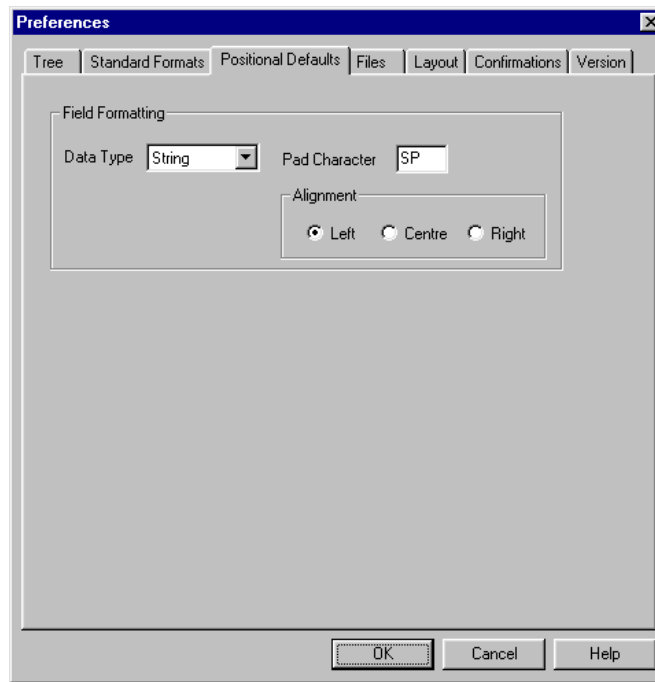 Preferences
Tree Standard Formats Positional Defaults Files Layout Confirmations Version
Field Formatting
Data Type String Pad Character SP
Alignment
Left Centre Right
OK Cancel Help